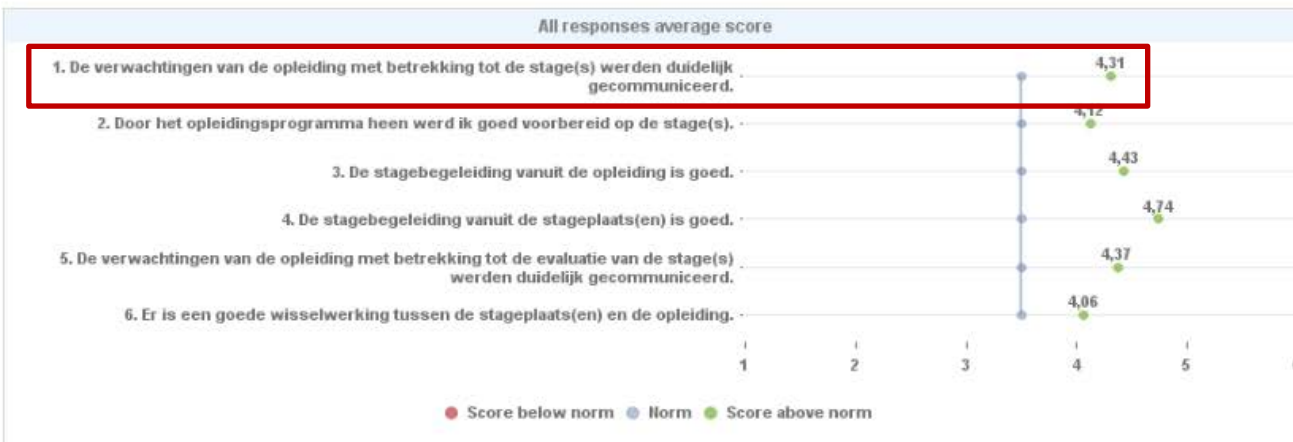 All responses average score
1. De verwachtingen van de opleiding met betrekking tot de stage(s) werden duidelijk
gecommuniceerd.
4,31
2. Door het opleidingsprogramma heen werd ik goed voorbereid op de stage(s).
4,12
3. De stagebegeleiding vanuit de opleiding is goed.
4,43
4. De stagebegeleiding vanuit de stageplaats(en) is goed.
4,74
5. De verwachtingen van de opleiding met betrekking tot de evaluatie van de stage(s)
werden duidelijk gecommuniceerd.
4,37
6. Er is een goede wisselwerking tussen de stageplaats(en) en de opleiding.
4,06
1 2 3 4 5
Score below norm Norm Score above norm